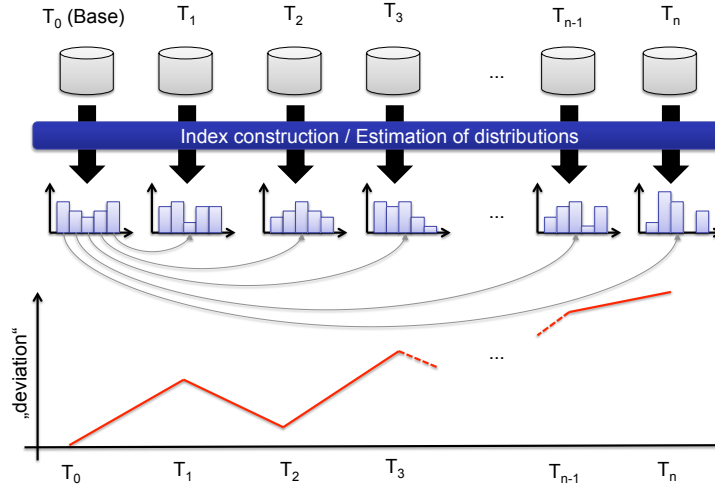 T0 (Base) T1 T2 T3 ... Tn-1 Tn
Index construction / Estimation of distributions
...
...
„deviation“
T0 T1 T2 T3 Tn-1 Tn